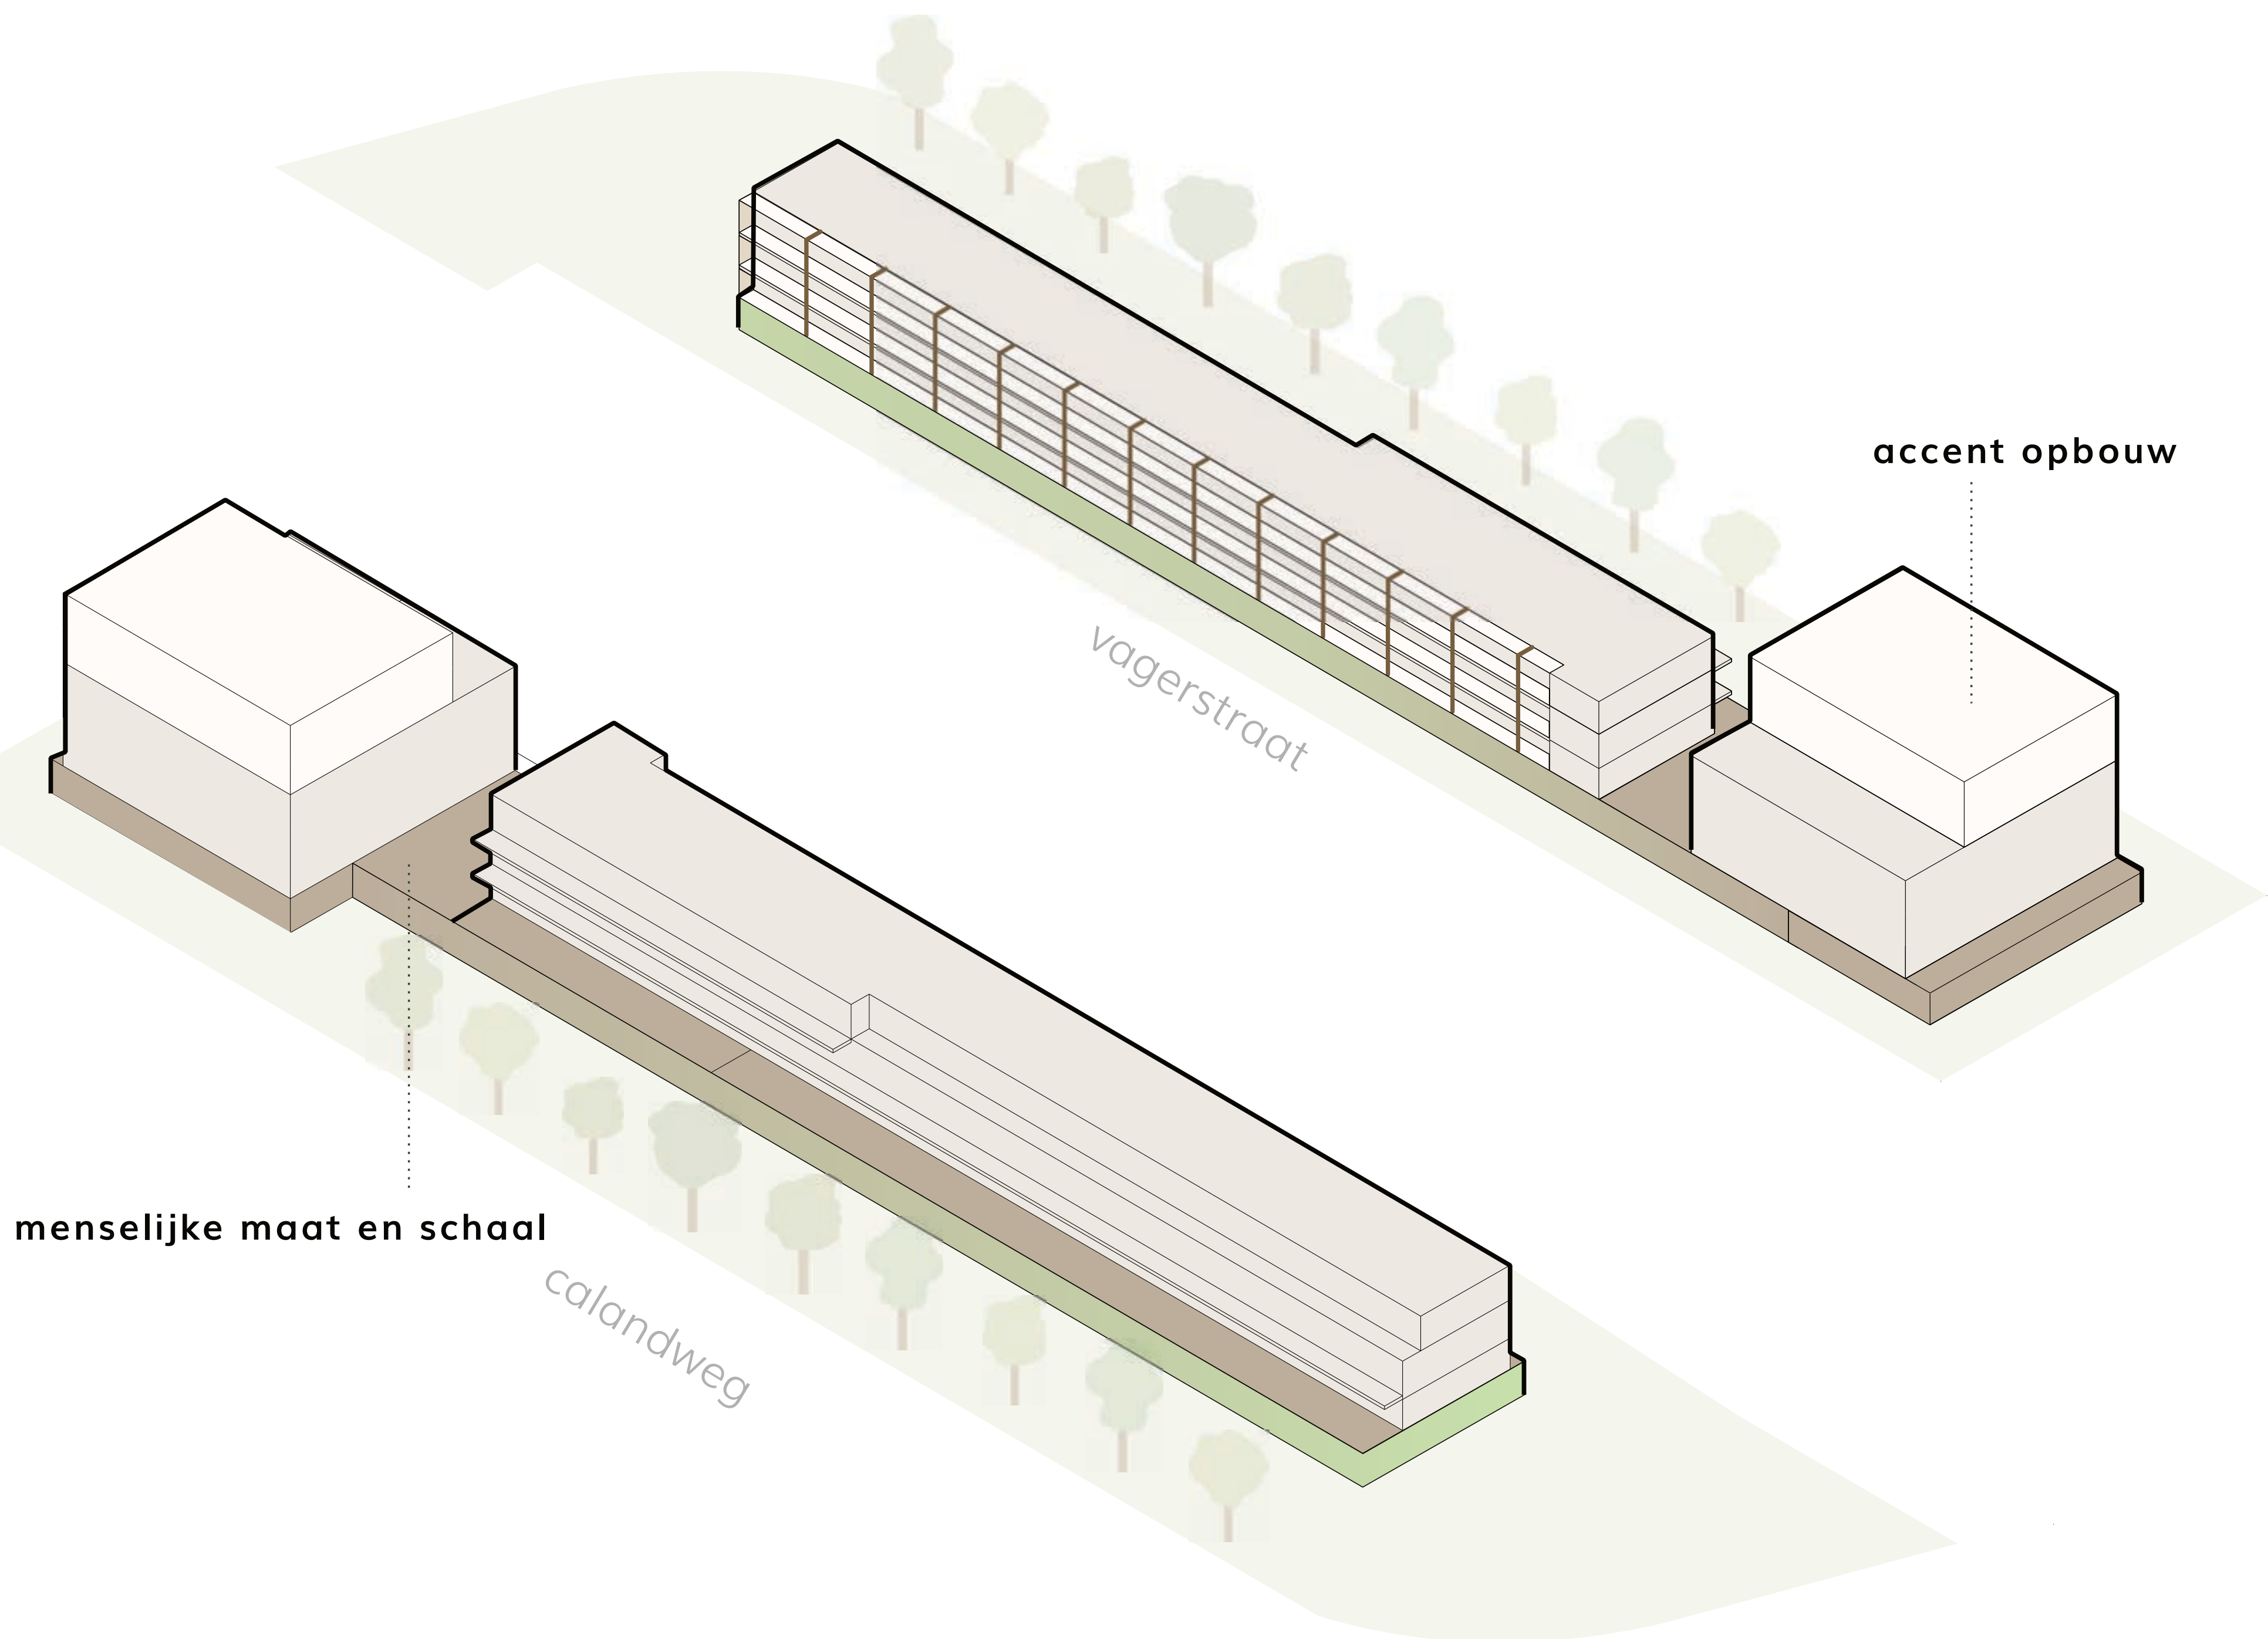 accent opbouw
vagerstraat
menselijke maat en schaal
calandweg